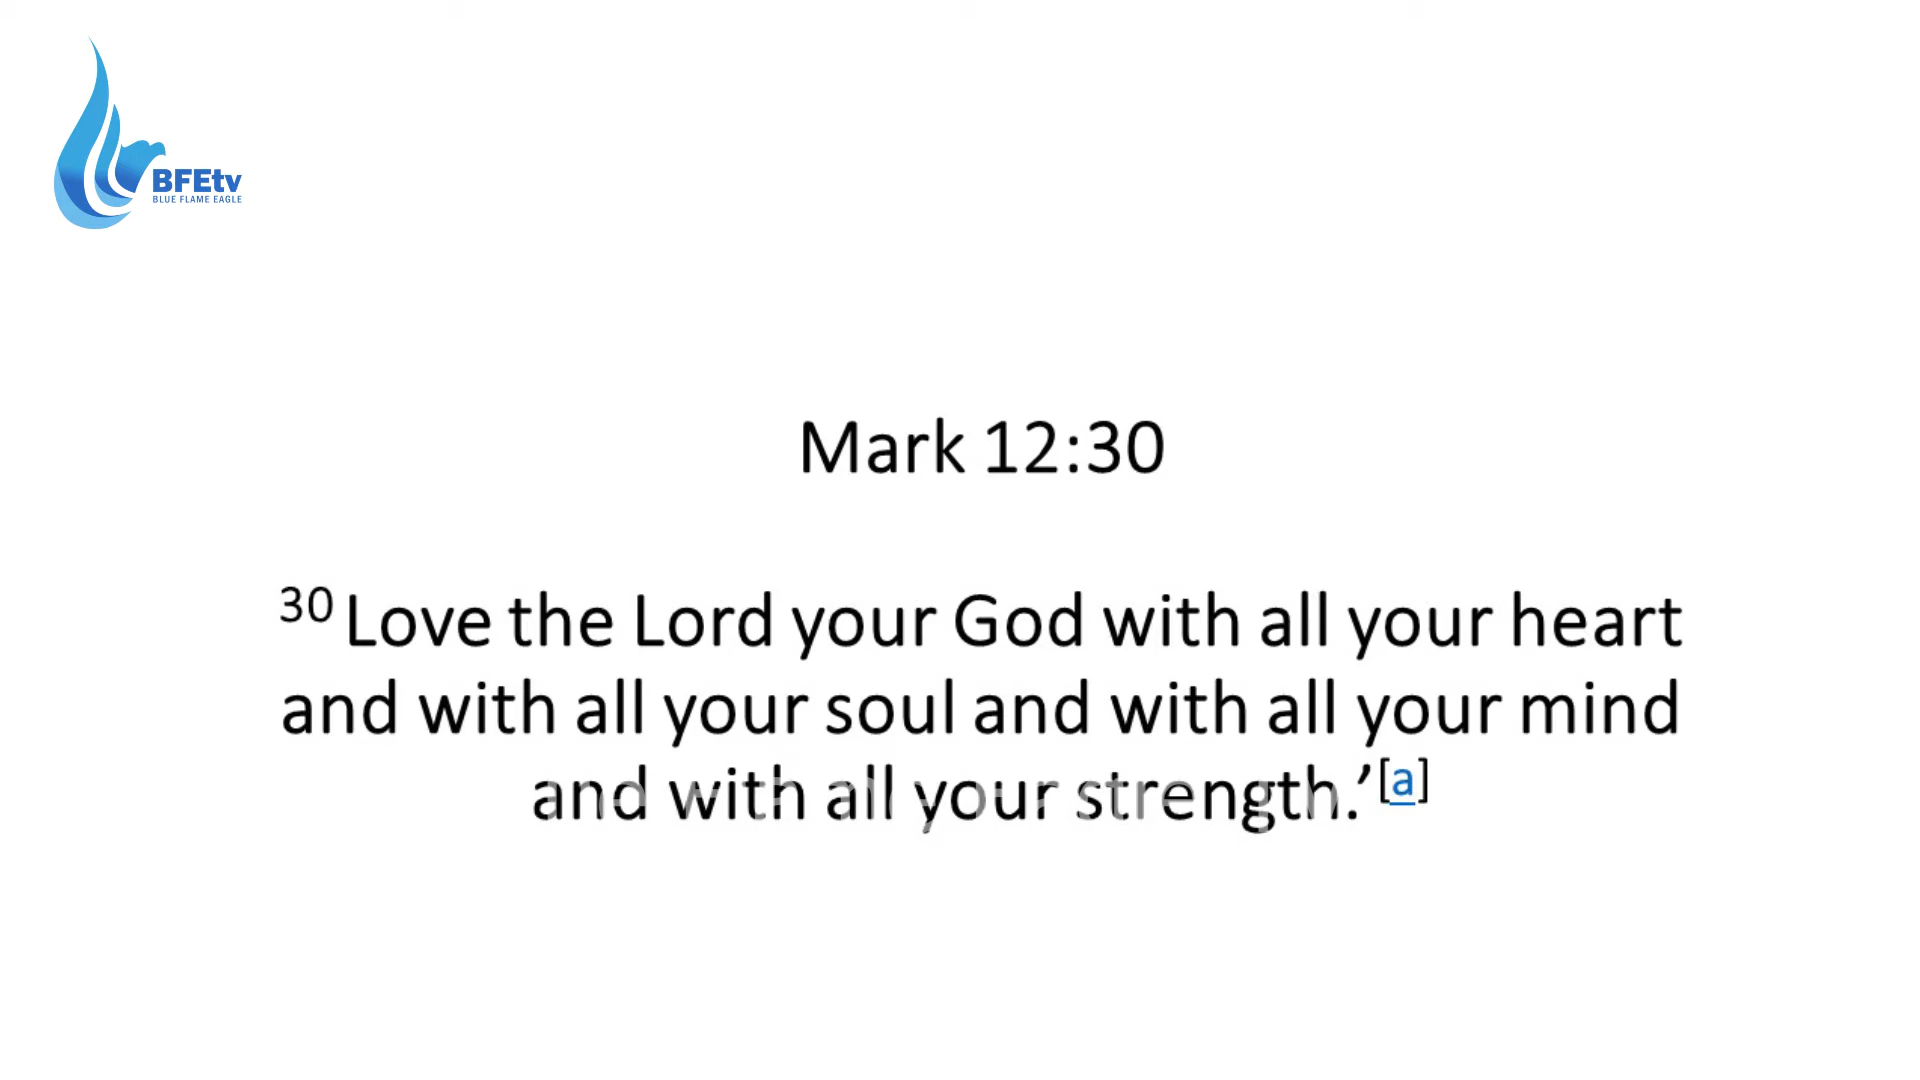 BFEtv
BLUE FLAME EAGLE
Mark 12:30
30 Love the Lord your God with all your heart
and with all your soul and with all your mind
and with all your strength.’[a]